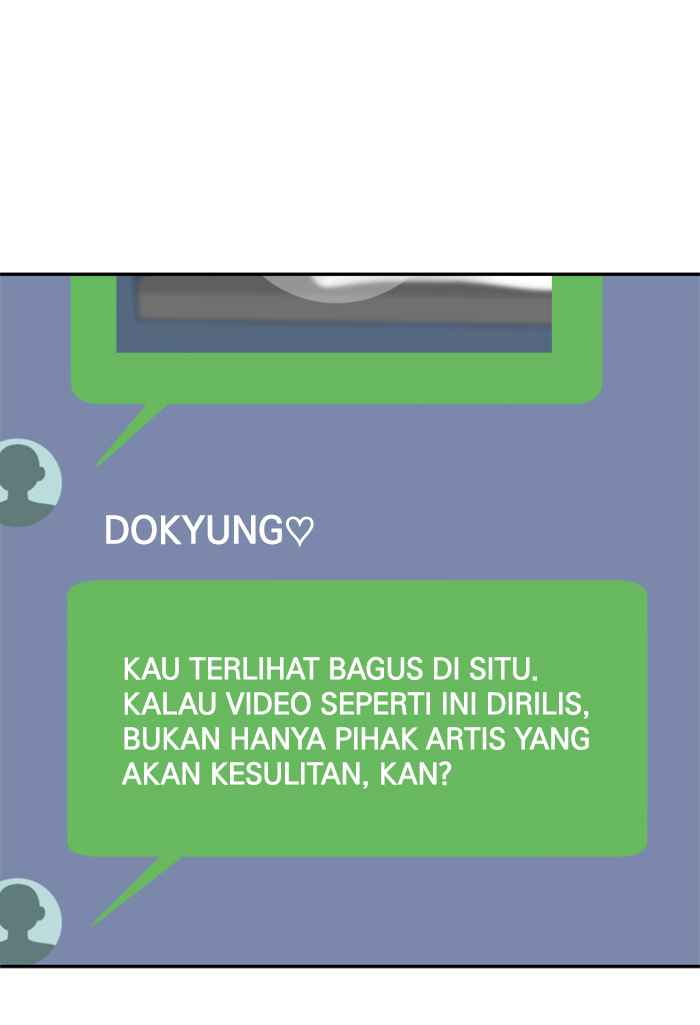 DOKYUNG♡
KAU TERLIHAT BAGUS DI SITU.
KALAU VIDEO SEPERTI INI DIRILIS,
BUKAN HANYA PIHAK ARTIS YANG
AKAN KESULITAN, KAN?